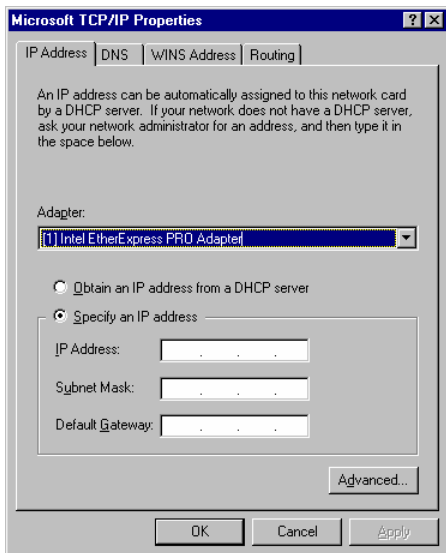 Microsoft TCP/IP Properties
IP Address DNS WINS Address Routing
An IP address can be automatically assigned to this network card
by a DHCP server. If your network does not have a DHCP server,
ask your network administrator for an address, and then type it in
the space below.
Adapter:
[1] Intel EtherExpress PRO Adapter
Obtain an IP address from a DHCP server
Specify an IP address
IP Address: . . .
Subnet Mask: . . .
Default Gateway: . . .
Advanced...
OK Cancel Apply